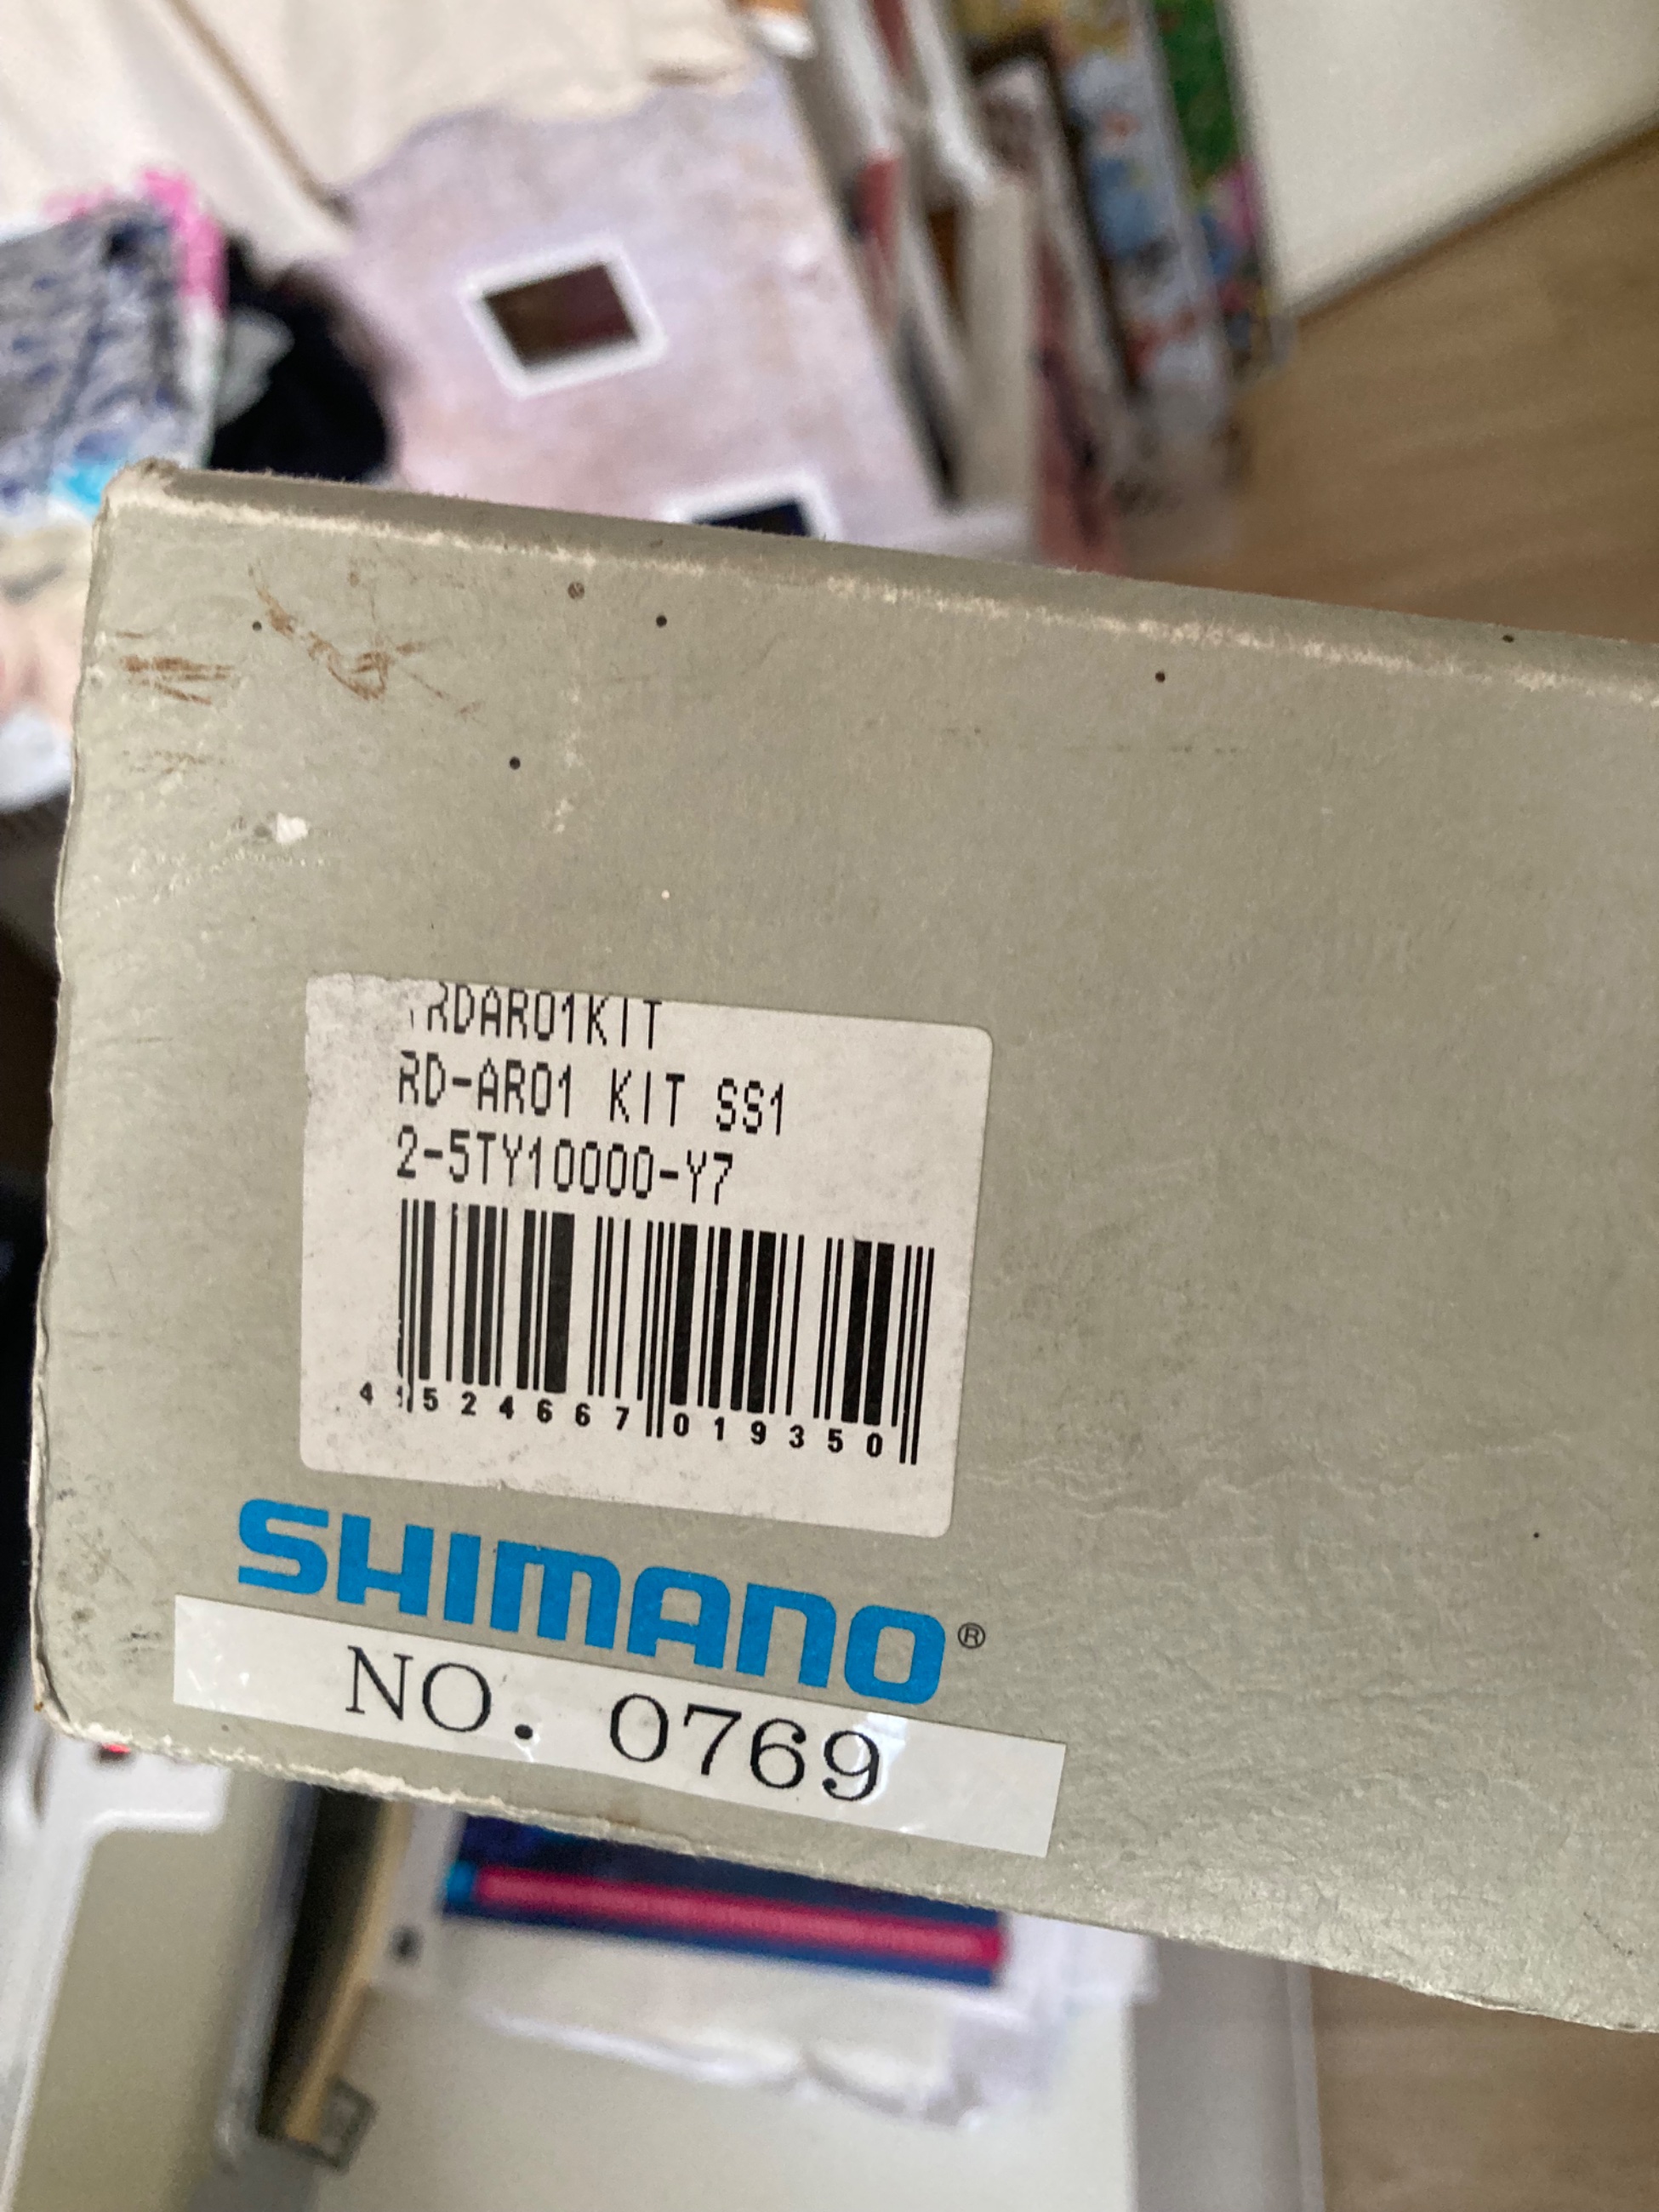 RDAR01KIT
RD-AR01 KIT SS1
2-5TY10000-Y7
4 524667 019350
SHIMANO®
NO. 0769